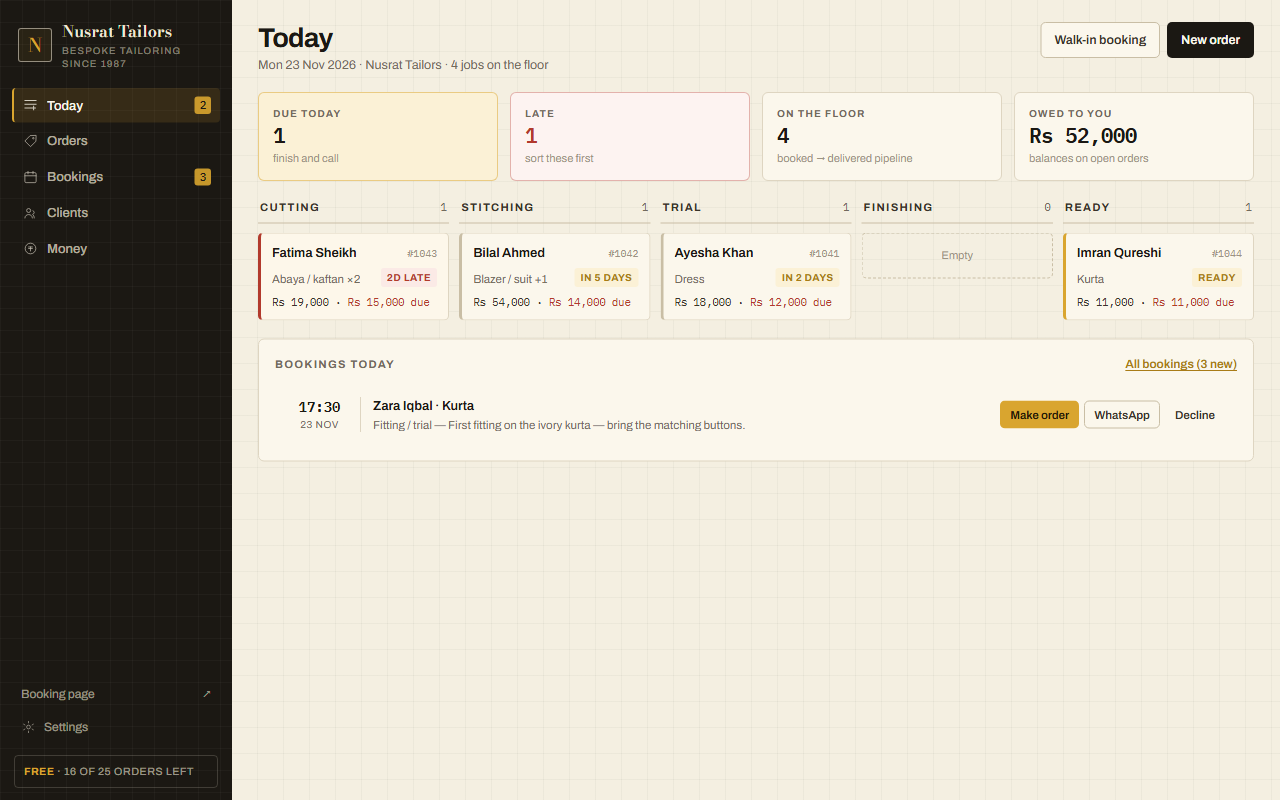 N
Nusrat Tailors
BESPOKE TAILORING
SINCE 1987
Today 2
Orders
Bookings 3
Clients
Money
Booking page ↗
Settings
FREE · 16 OF 25 ORDERS LEFT
Today
Mon 23 Nov 2026 · Nusrat Tailors · 4 jobs on the floor
Walk-in booking
New order
DUE TODAY
1
finish and call
LATE
1
sort these first
ON THE FLOOR
4
booked → delivered pipeline
OWED TO YOU
Rs 52,000
balances on open orders
CUTTING 1
Fatima Sheikh #1043
Abaya / kaftan ×2 2D LATE
Rs 19,000 · Rs 15,000 due
STITCHING 1
Bilal Ahmed #1042
Blazer / suit +1 IN 5 DAYS
Rs 54,000 · Rs 14,000 due
TRIAL 1
Ayesha Khan #1041
Dress IN 2 DAYS
Rs 18,000 · Rs 12,000 due
FINISHING 0
Empty
READY 1
Imran Qureshi #1044
Kurta READY
Rs 11,000 · Rs 11,000 due
BOOKINGS TODAY
All bookings (3 new)
17:30
23 NOV
Zara Iqbal · Kurta
Fitting / trial — First fitting on the ivory kurta — bring the matching buttons.
Make order
WhatsApp
Decline